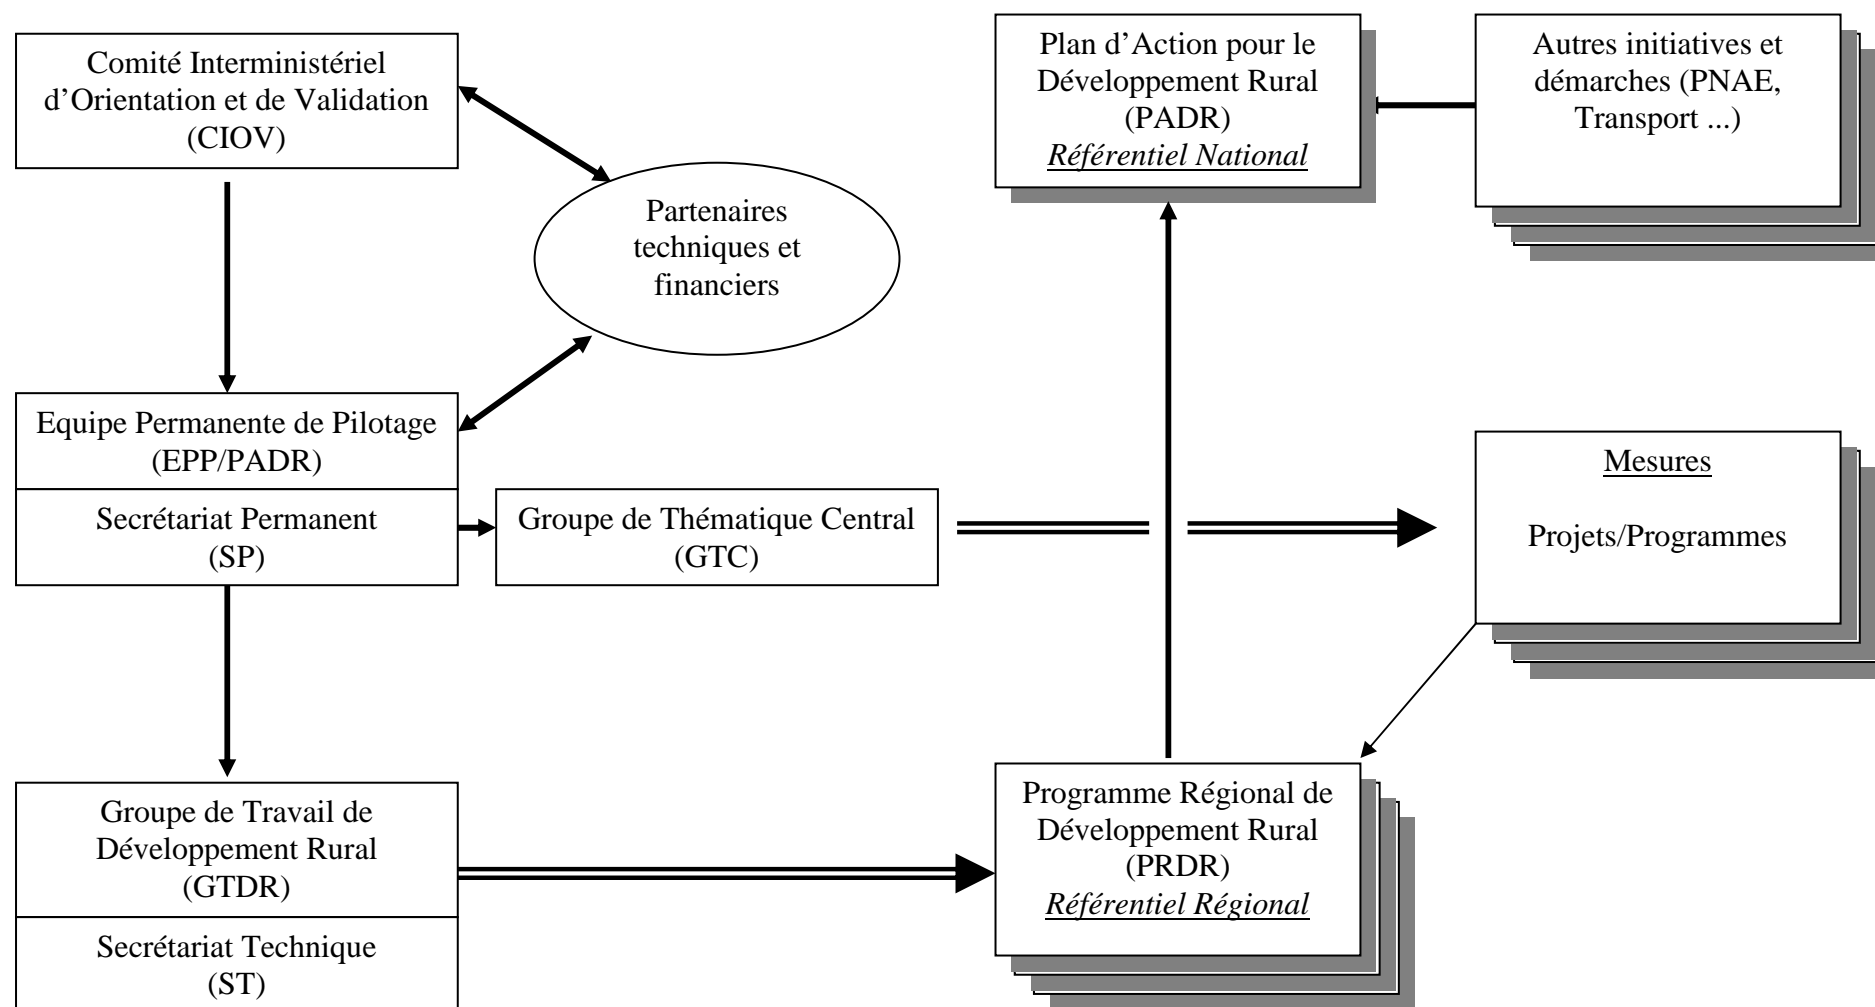 Comité Interministériel
d’Orientation et de Validation
(CIOV)
Partenaires
techniques et
financiers
Equipe Permanente de Pilotage
(EPP/PADR)
Secrétariat Permanent
(SP)
Groupe de Thématique Central
(GTC)
Groupe de Travail de
Développement Rural
(GTDR)
Secrétariat Technique
(ST)
Plan d’Action pour le
Développement Rural
(PADR)
Référentiel National
Autres initiatives et
démarches (PNAE,
Transport ...)
Mesures
Projets/Programmes
Programme Régional de
Développement Rural
(PRDR)
Référentiel Régional